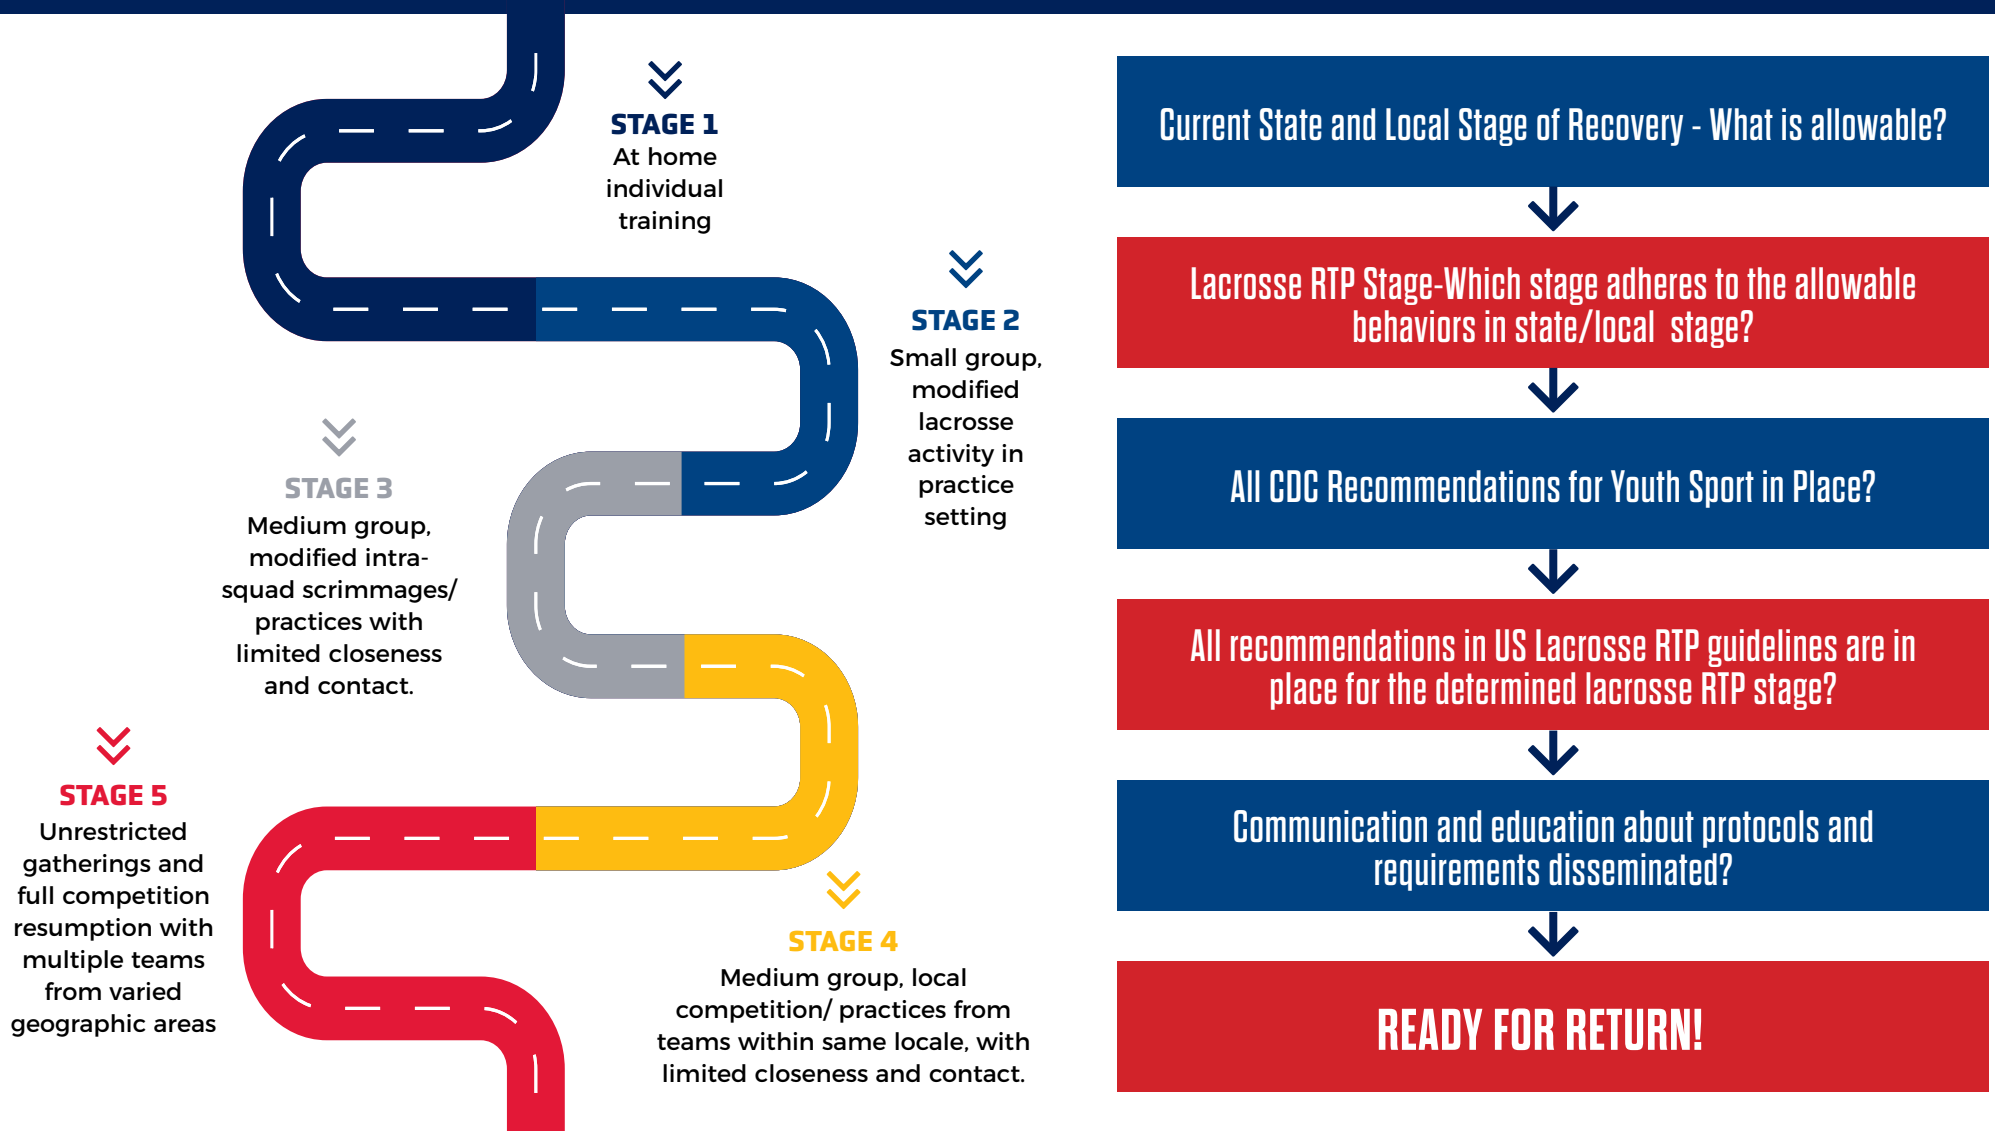 STAGE 1
At home
individual
training
STAGE 2
Small group,
modified
lacrosse
activity in
practice
setting
STAGE 3
Medium group,
modified intra-
squad scrimmages/
practices with
limited closeness
and contact.
STAGE 4
Medium group, local
competition/ practices from
teams within same locale, with
limited closeness and contact.
STAGE 5
Unrestricted
gatherings and
full competition
resumption with
multiple teams
from varied
geographic areas
Current State and Local Stage of Recovery - What is allowable?
Lacrosse RTP Stage-Which stage adheres to the allowable
behaviors in state/local stage?
All CDC Recommendations for Youth Sport in Place?
All recommendations in US Lacrosse RTP guidelines are in
place for the determined lacrosse RTP stage?
Communication and education about protocols and
requirements disseminated?
READY FOR RETURN!